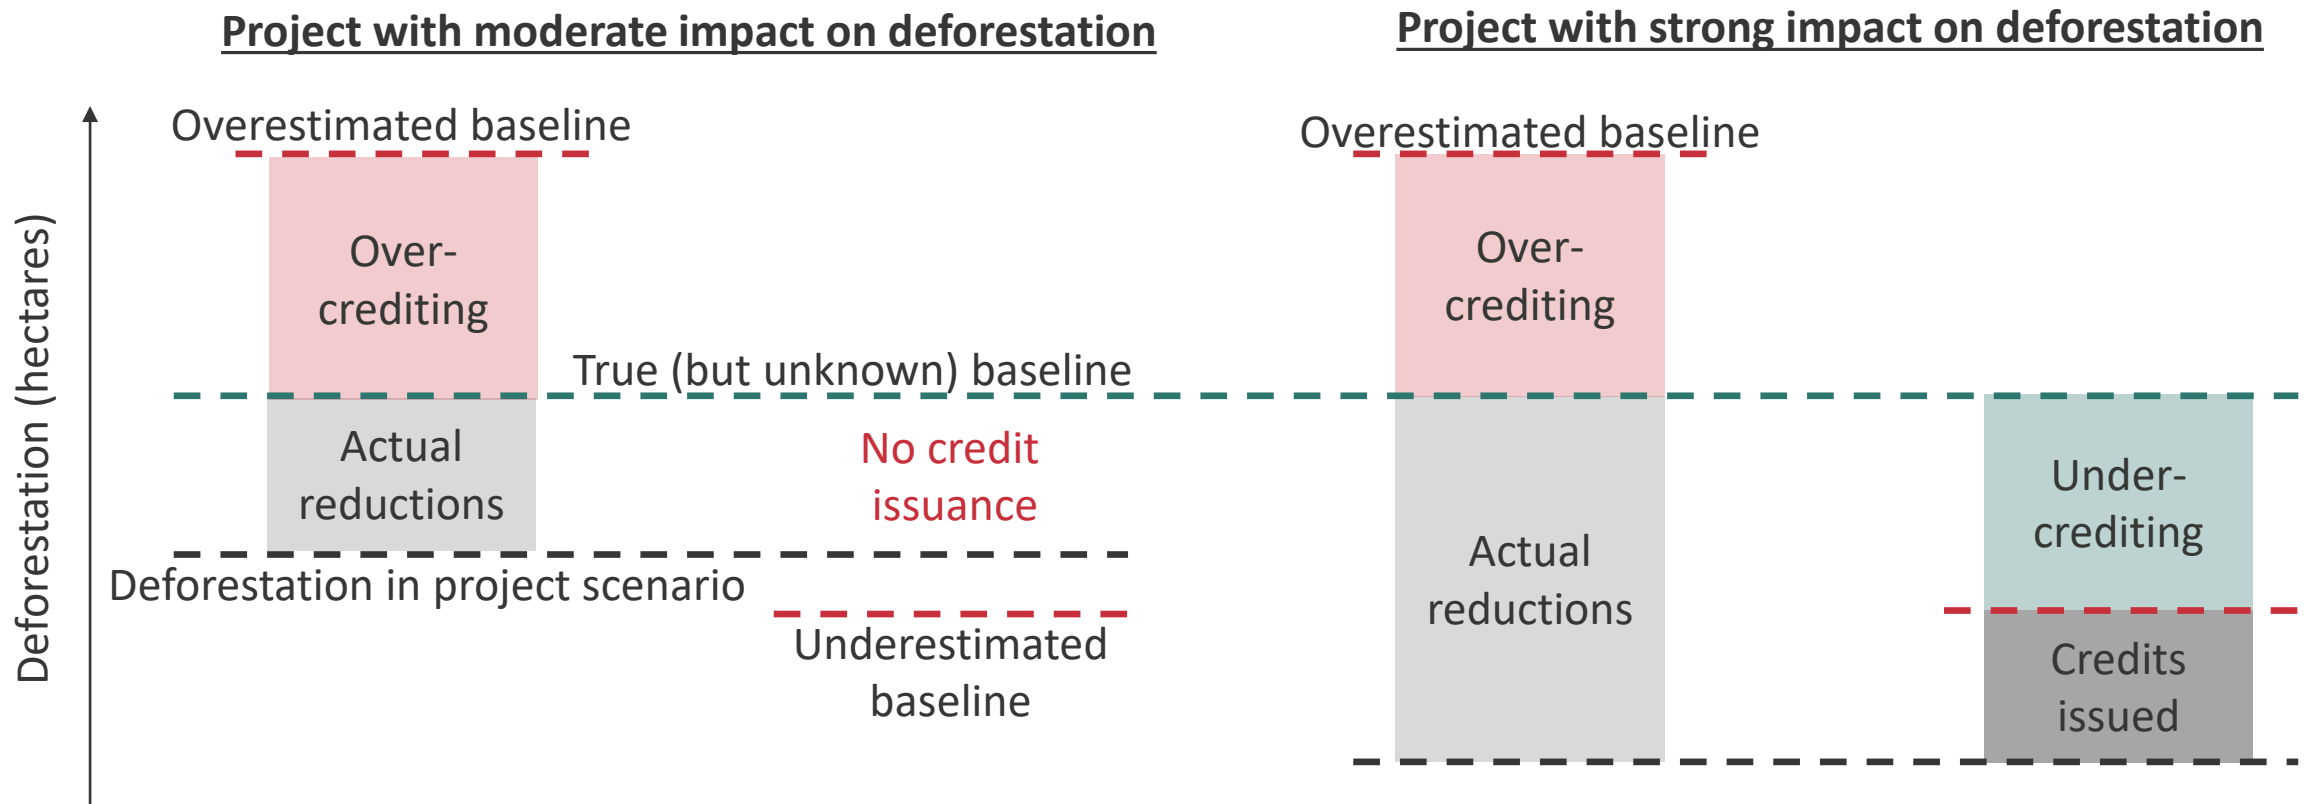 Project with moderate impact on deforestation
Project with strong impact on deforestation
Deforestation (hectares)
Overestimated baseline
Over-
crediting
True (but unknown) baseline
Actual
reductions
No credit
issuance
Deforestation in project scenario
Underestimated
baseline
Overestimated baseline
Over-
crediting
Actual
reductions
Under-
crediting
Credits
issued